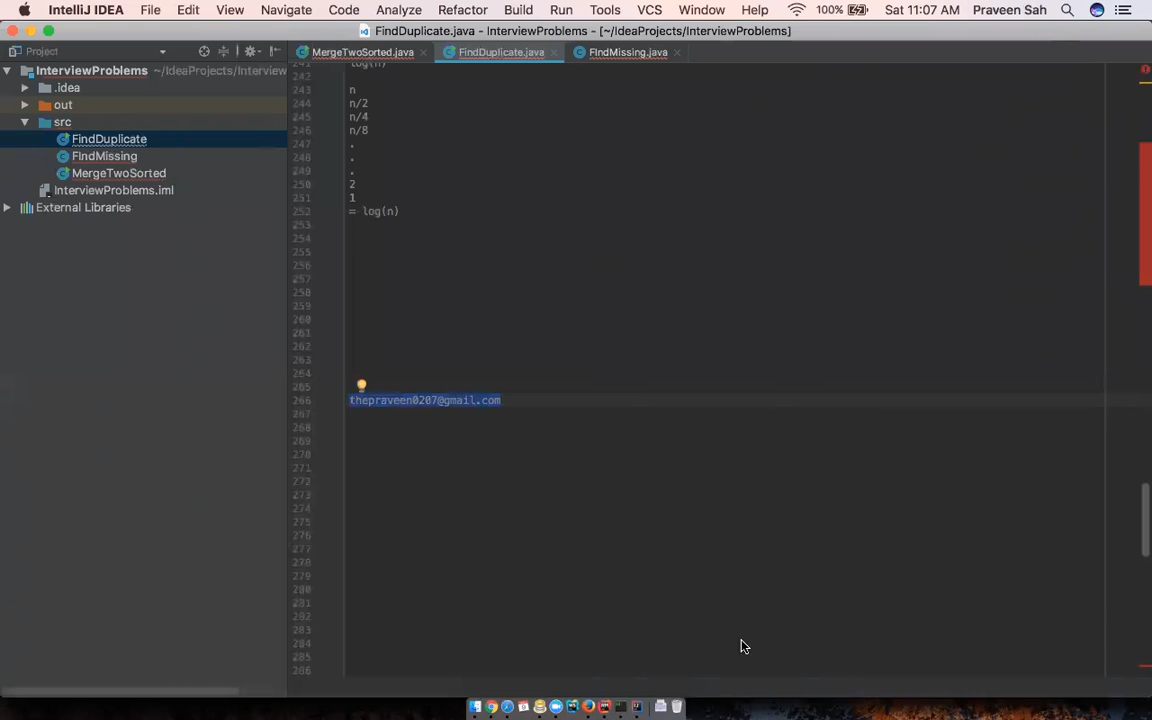 IntelliJ IDEA File Edit View Navigate Code Analyze Refactor Build Run Tools VCS Window Help 100% Sat 11:07 AM Praveen Sah
FindDuplicate.java - InterviewProblems - [~/IdeaProjects/InterviewProblems]
Project
MergeTwoSorted.java FindDuplicate.java FIndMissing.java
InterviewProblems ~/IdeaProjects/Interview
.idea
out
src
FindDuplicate
FIndMissing
MergeTwoSorted
InterviewProblems.iml
External Libraries
241 log(n)
242
243 n
244 n/2
245 n/4
246 n/8
247 .
248 .
249 .
250 2
251 1
252 = log(n)
253
254
255
256
257
258
259
260
261
262
263
264
265
266 thepraveen0207@gmail.com
267
268
269
270
271
272
273
274
275
276
277
278
279
280
281
282
283
284
285
286